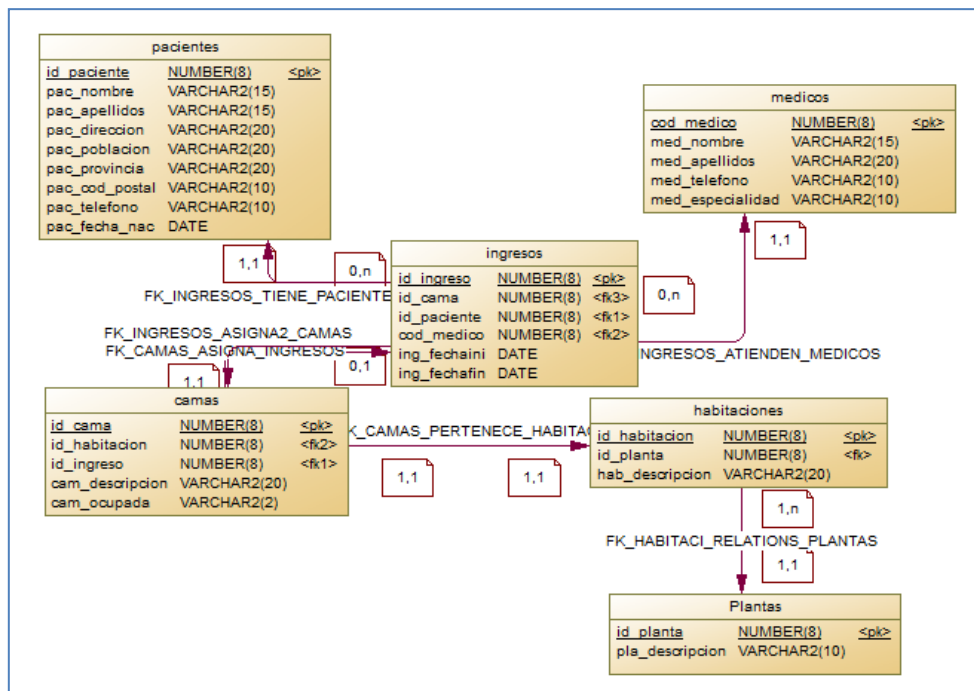 pacientes
id_paciente NUMBER(8) <pk>
pac_nombre VARCHAR2(15)
pac_apellidos VARCHAR2(15)
pac_direccion VARCHAR2(20)
pac_poblacion VARCHAR2(20)
pac_provincia VARCHAR2(20)
pac_cod_postal VARCHAR2(10)
pac_telefono VARCHAR2(10)
pac_fecha_nac DATE
medicos
cod_medico NUMBER(8) <pk>
med_nombre VARCHAR2(15)
med_apellidos VARCHAR2(20)
med_telefono VARCHAR2(10)
med_especialidad VARCHAR2(10)
1,1
0,n
1,1
FK_INGRESOS_TIENE_PACIENTE
ingresos
id_ingreso NUMBER(8) <pk>
id_cama NUMBER(8) <fk3>
id_paciente NUMBER(8) <fk1>
cod_medico NUMBER(8) <fk2>
ing_fechaini DATE
ing_fechafin DATE
0,n
INGRESOS_ATIENDEN_MEDICOS
FK_INGRESOS_ASIGNA2_CAMAS
FK_CAMAS_ASIGNA_INGRESOS
0,1
1,1
camas
id_cama NUMBER(8) <pk>
id_habitacion NUMBER(8) <fk2>
id_ingreso NUMBER(8) <fk1>
cam_descripcion VARCHAR2(20)
cam_ocupada VARCHAR2(2)
K_CAMAS_PERTENECE_HABITAC
1,1
1,1
habitaciones
id_habitacion NUMBER(8) <pk>
id_planta NUMBER(8) <fk>
hab_descripcion VARCHAR2(20)
1,n
FK_HABITACI_RELATIONS_PLANTAS
1,1
Plantas
id_planta NUMBER(8) <pk>
pla_descripcion VARCHAR2(10)